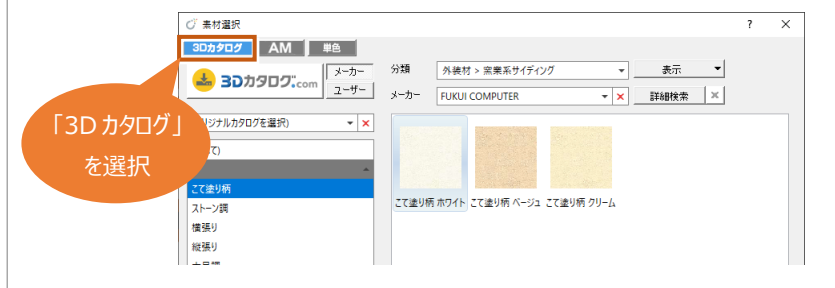 素材選択
? ×
3Dカタログ AM 単色
3Dカタログ.com
メーカー
ユーザー
分類 外装材 > 窯業系サイディング 表示
メーカー FUKUI COMPUTER × 詳細検索 ×
リジナルカタログを選択) ×
て)
こて塗り柄
ストーン調
横張り
縦張り
こて塗り柄 ホワイト こて塗り柄 ベージュ こて塗り柄 クリーム
「3D カタログ」
を選択